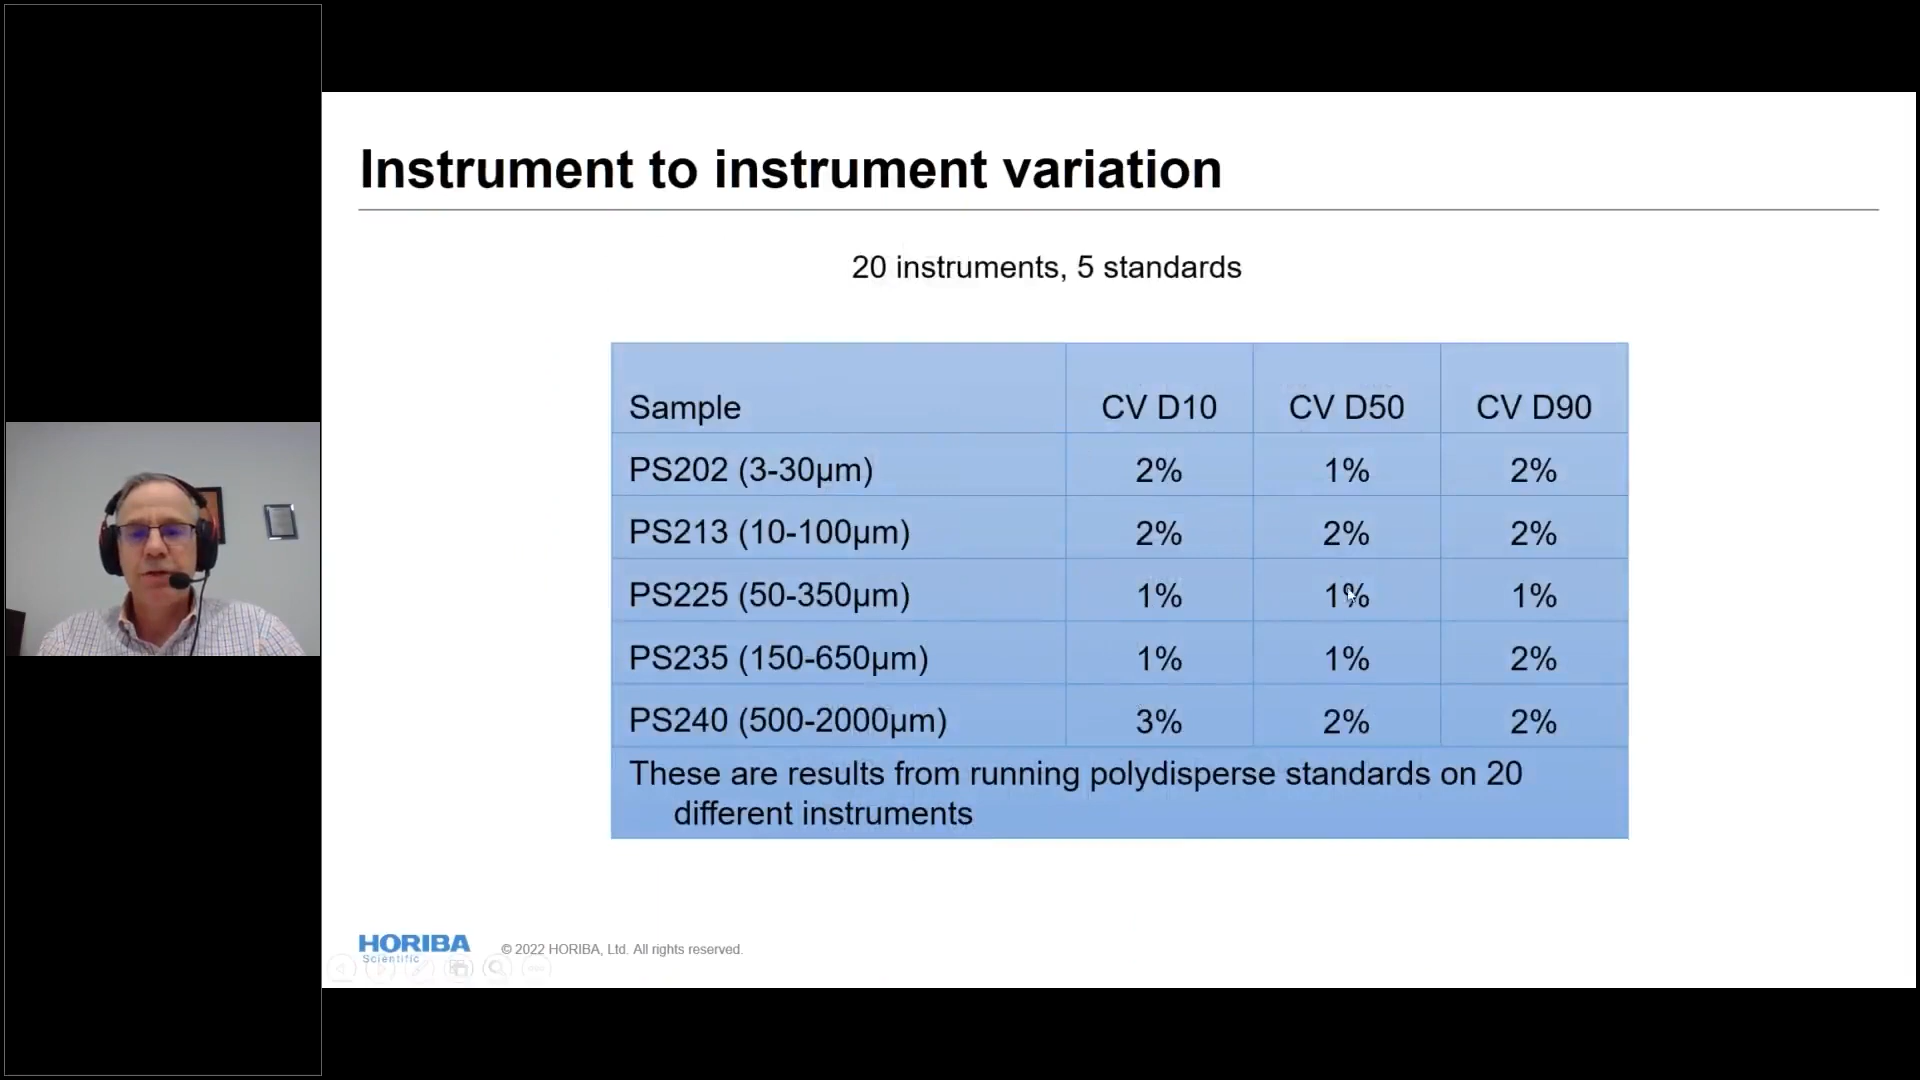 Instrument to instrument variation
20 instruments, 5 standards
Sample CV D10 CV D50 CV D90
PS202 (3-30µm) 2% 1% 2%
PS213 (10-100µm) 2% 2% 2%
PS225 (50-350µm) 1% 1% 1%
PS235 (150-650µm) 1% 1% 2%
PS240 (500-2000µm) 3% 2% 2%
These are results from running polydisperse standards on 20
different instruments
HORIBA
Scientific
© 2022 HORIBA, Ltd. All rights reserved.